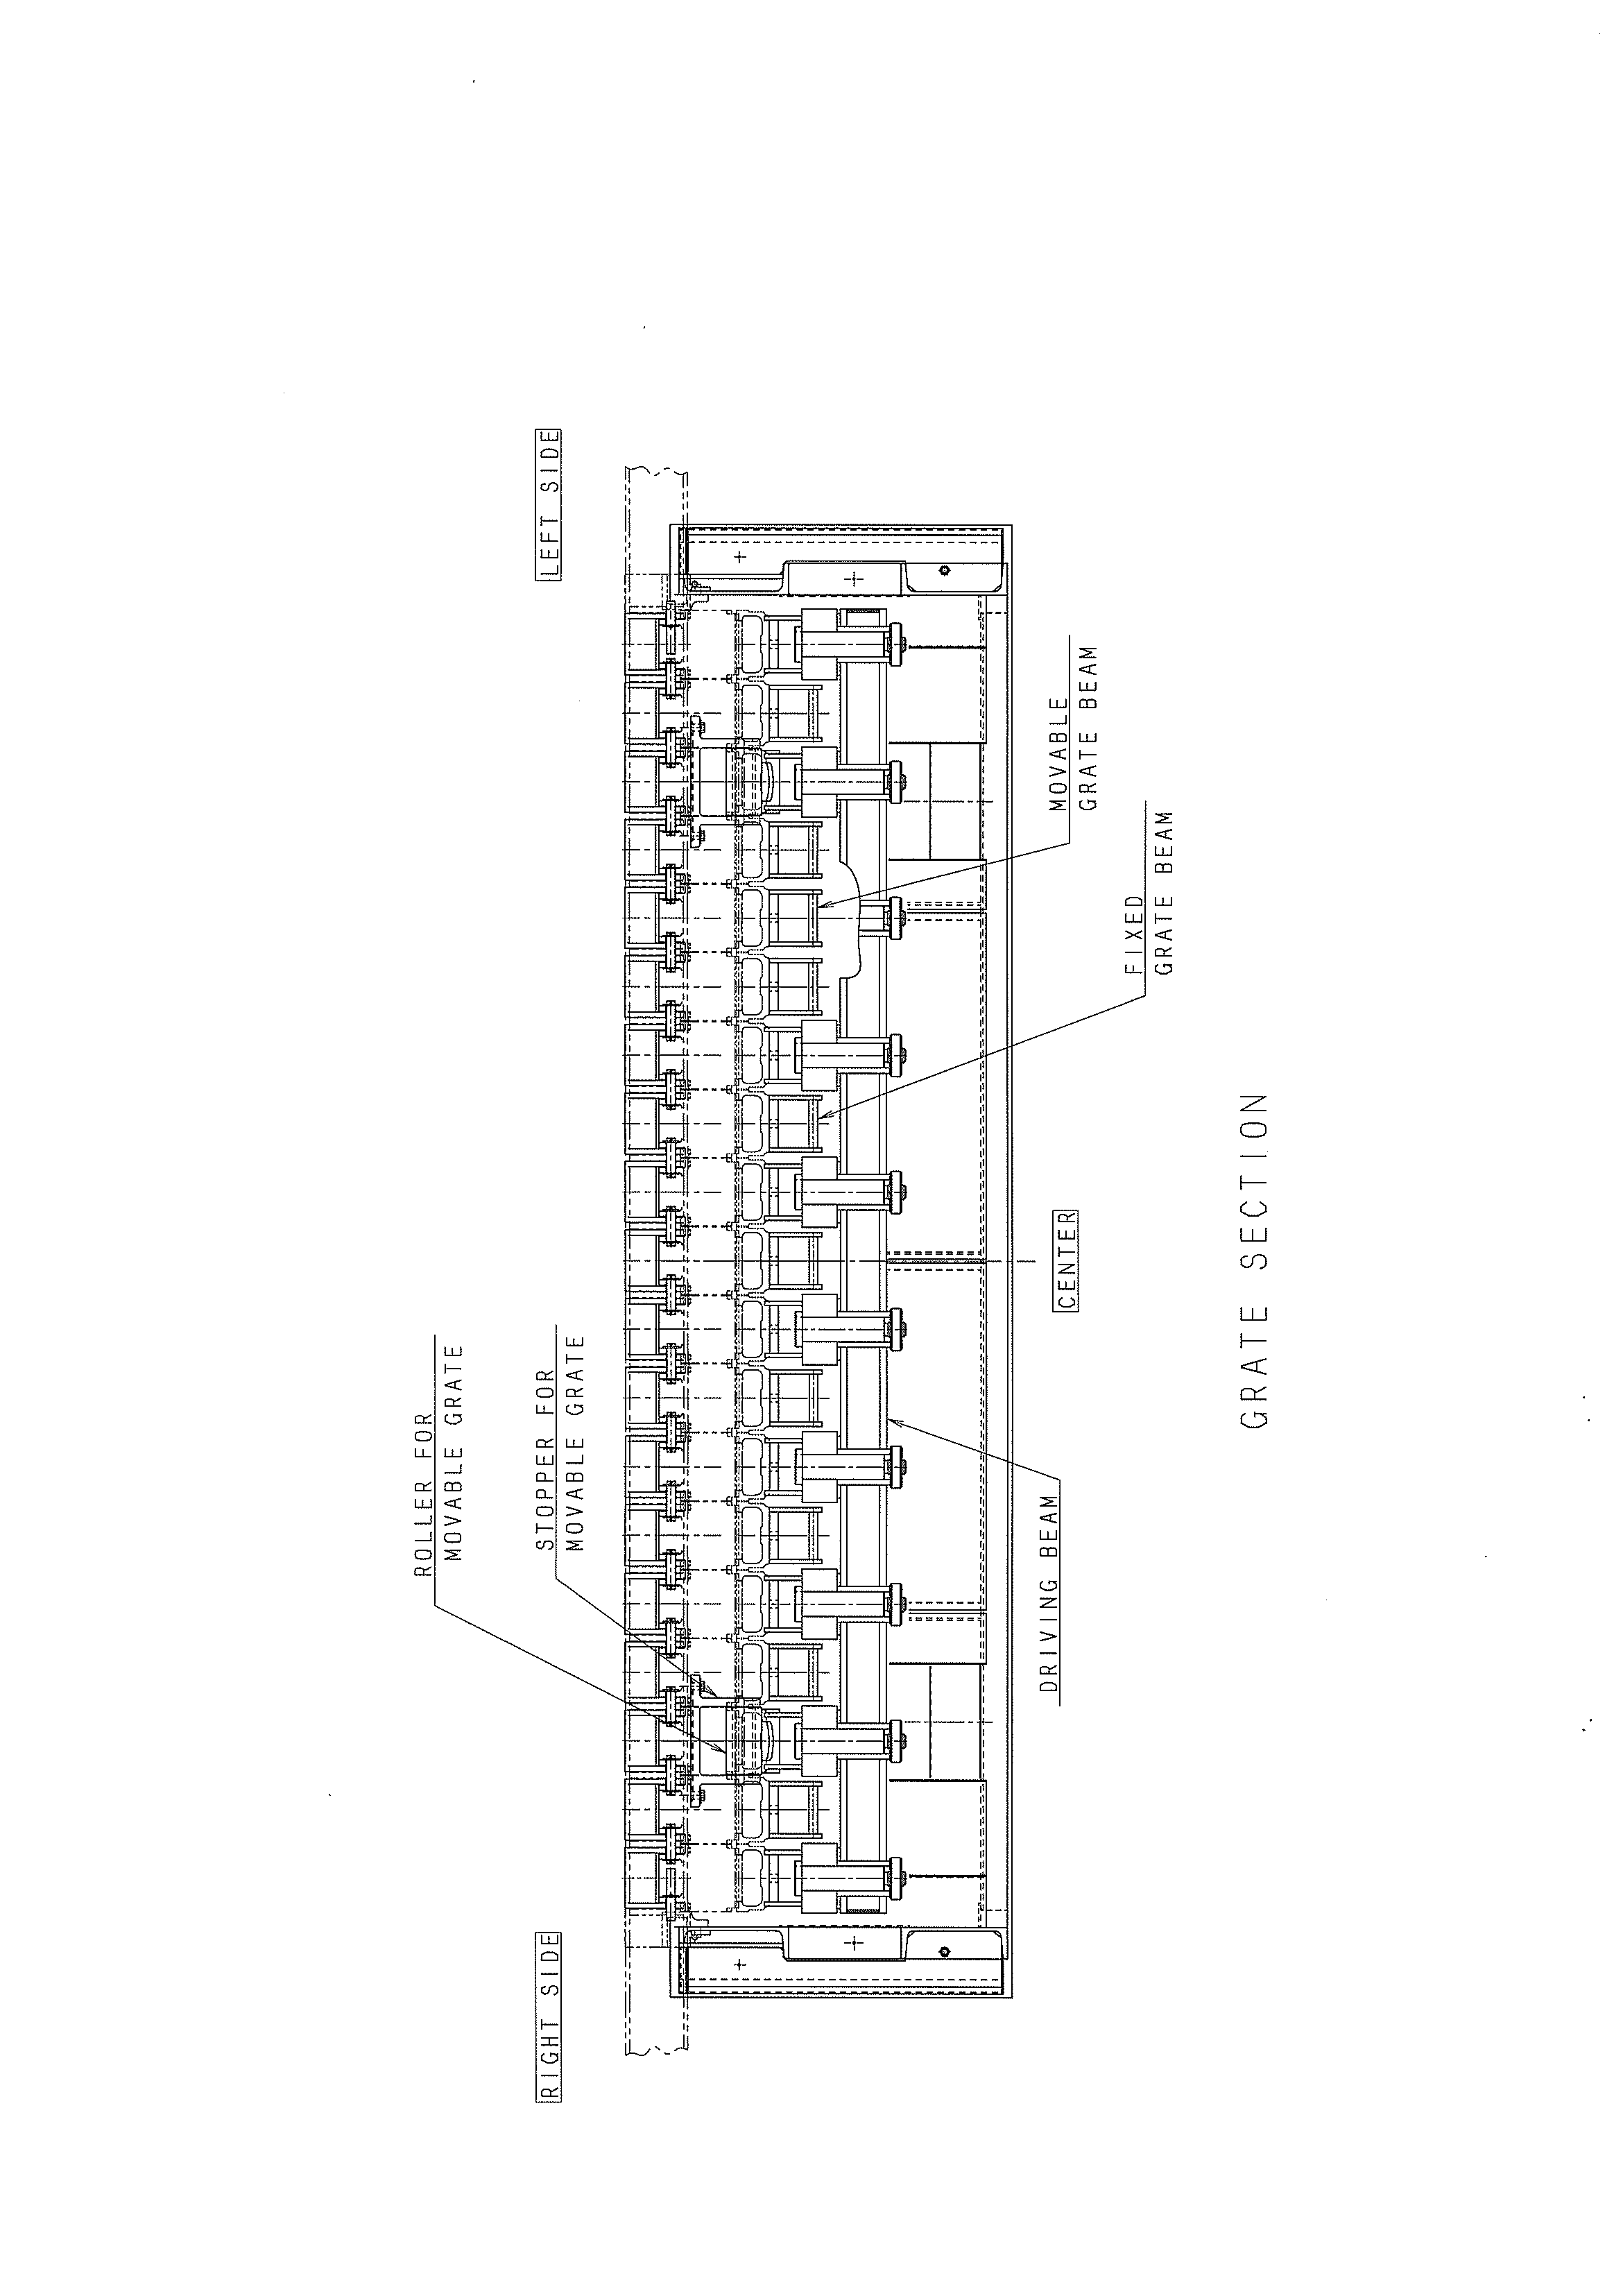 ROLLER FOR
MOVABLE GRATE
STOPPER FOR
MOVABLE GRATE
RIGHT SIDE
LEFT SIDE
DRIVING BEAM
CENTER
MOVABLE
GRATE BEAM
FIXED
GRATE BEAM
GRATE SECTION